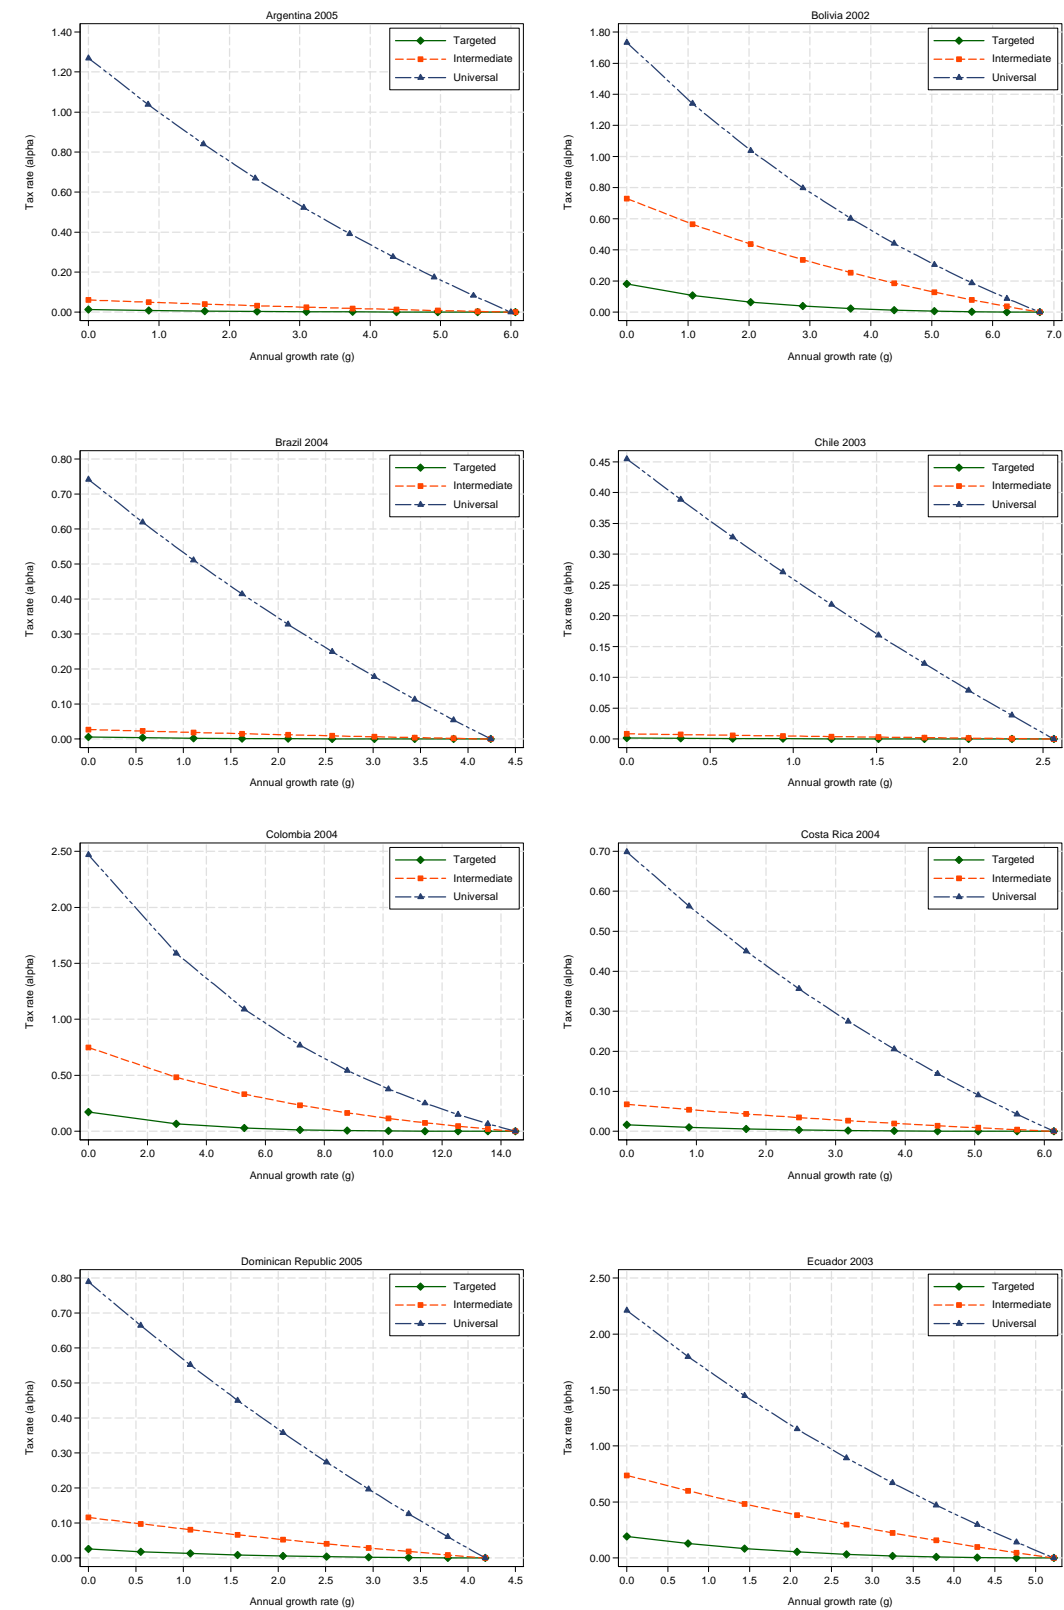 Argentina 2005
1.40
1.20
1.00
0.80
0.60
0.40
0.20
0.00
Tax rate (alpha)
0.0 1.0 2.0 3.0 4.0 5.0 6.0
Annual growth rate (g)
Targeted
Intermediate
Universal
Bolivia 2002
1.80
1.60
1.40
1.20
1.00
0.80
0.60
0.40
0.20
0.00
Tax rate (alpha)
0.0 1.0 2.0 3.0 4.0 5.0 6.0 7.0
Annual growth rate (g)
Targeted
Intermediate
Universal
Brazil 2004
0.80
0.70
0.60
0.50
0.40
0.30
0.20
0.10
0.00
Tax rate (alpha)
0.0 0.5 1.0 1.5 2.0 2.5 3.0 3.5 4.0 4.5
Annual growth rate (g)
Targeted
Intermediate
Universal
Chile 2003
0.45
0.40
0.35
0.30
0.25
0.20
0.15
0.10
0.05
0.00
Tax rate (alpha)
0.0 0.5 1.0 1.5 2.0 2.5
Annual growth rate (g)
Targeted
Intermediate
Universal
Colombia 2004
2.50
2.00
1.50
1.00
0.50
0.00
Tax rate (alpha)
0.0 2.0 4.0 6.0 8.0 10.0 12.0 14.0
Annual growth rate (g)
Targeted
Intermediate
Universal
Costa Rica 2004
0.70
0.60
0.50
0.40
0.30
0.20
0.10
0.00
Tax rate (alpha)
0.0 1.0 2.0 3.0 4.0 5.0 6.0
Annual growth rate (g)
Targeted
Intermediate
Universal
Dominican Republic 2005
0.80
0.70
0.60
0.50
0.40
0.30
0.20
0.10
0.00
Tax rate (alpha)
0.0 0.5 1.0 1.5 2.0 2.5 3.0 3.5 4.0 4.5
Annual growth rate (g)
Targeted
Intermediate
Universal
Ecuador 2003
2.50
2.00
1.50
1.00
0.50
0.00
Tax rate (alpha)
0.0 0.5 1.0 1.5 2.0 2.5 3.0 3.5 4.0 4.5 5.0
Annual growth rate (g)
Targeted
Intermediate
Universal